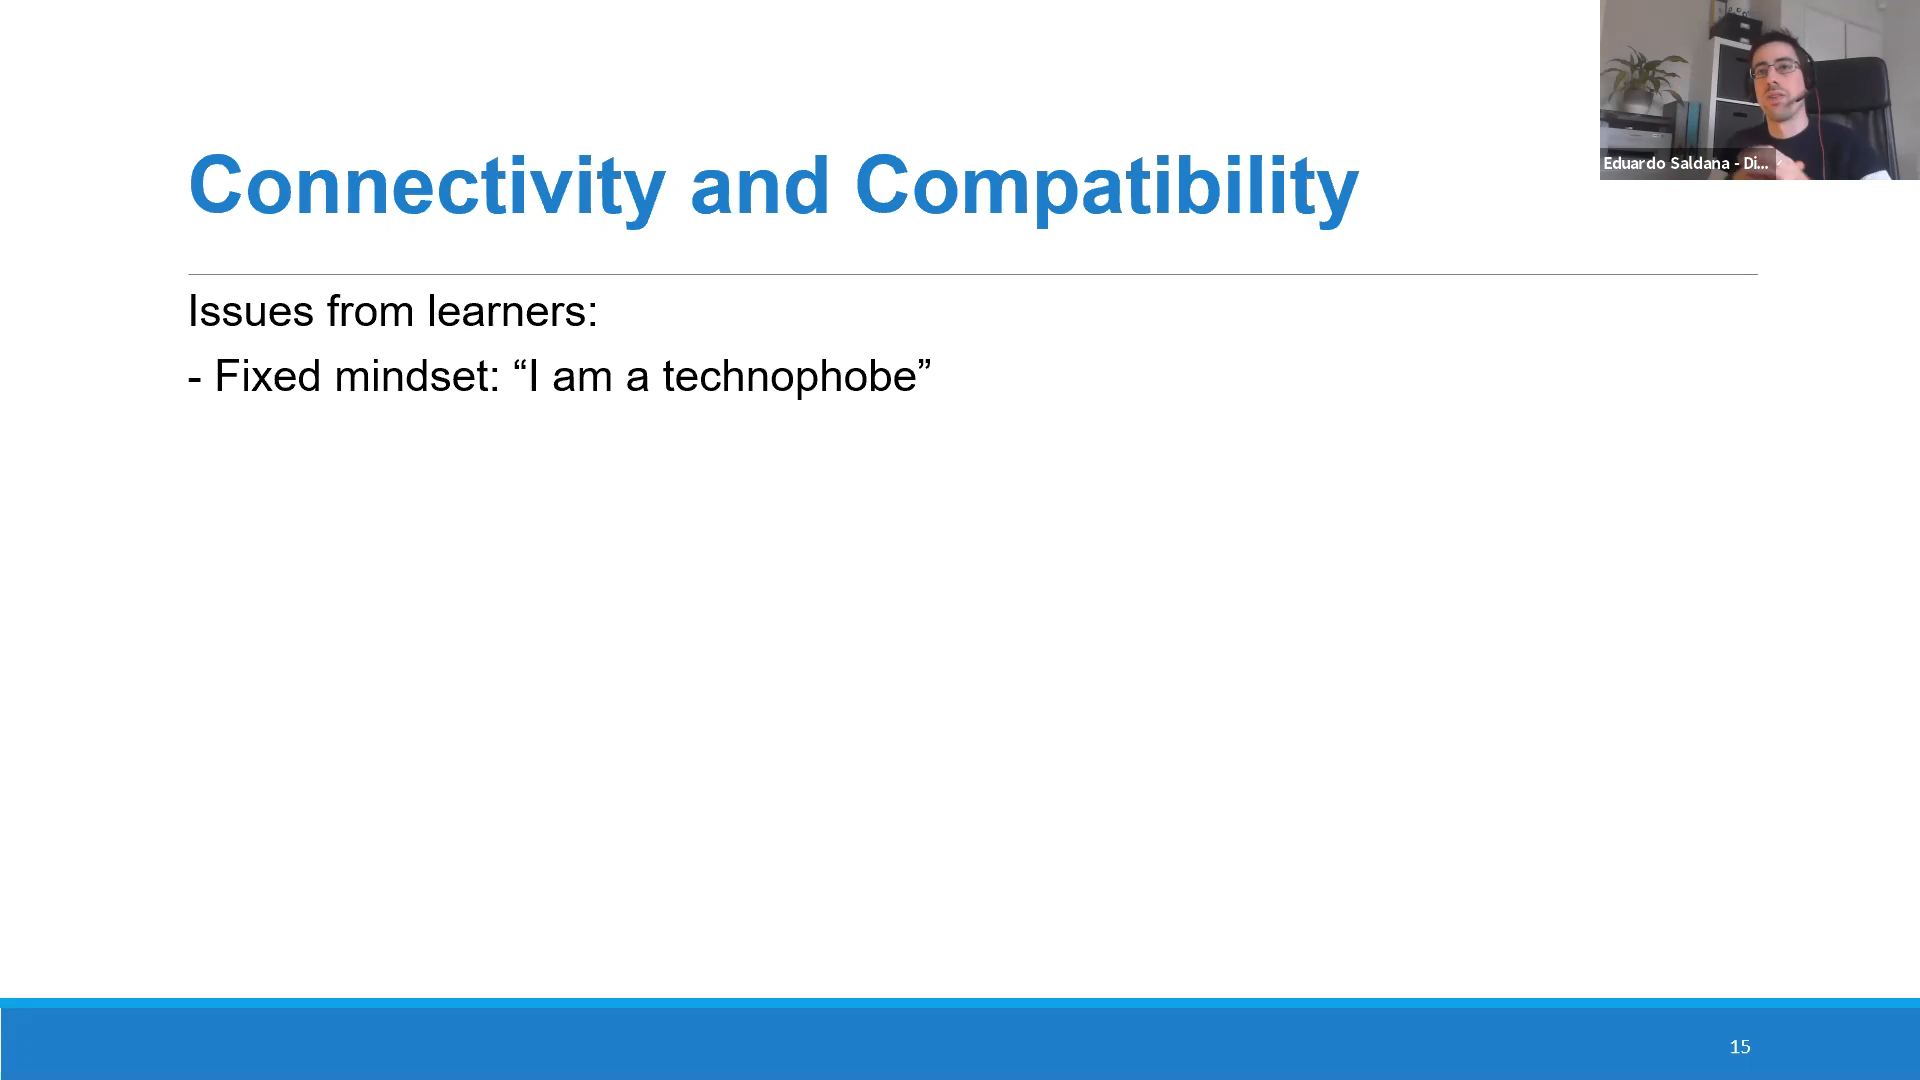 Eduardo Saldana - Di...
Connectivity and Compatibility
Issues from learners:
- Fixed mindset: “I am a technophobe”
15